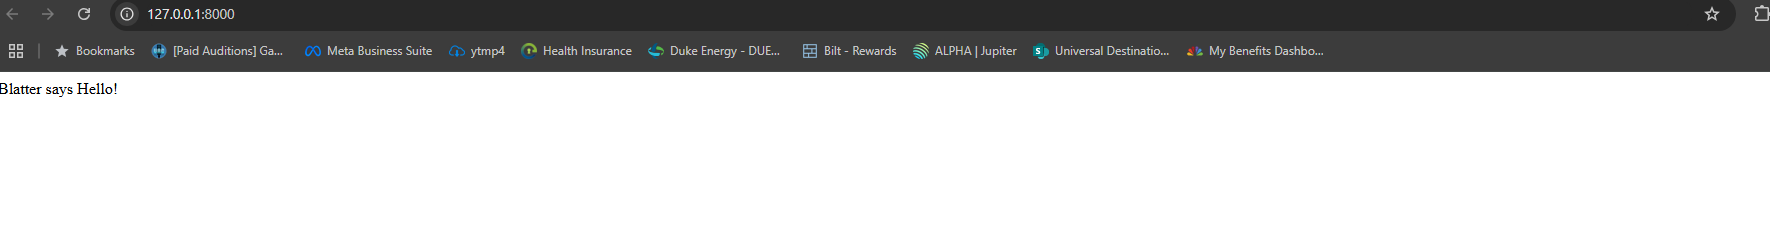 127.0.0.1:8000
Bookmarks [Paid Auditions] Ga... Meta Business Suite ytmp4 Health Insurance Duke Energy - DUE... Bilt - Rewards ALPHA | Jupiter Universal Destinatio... My Benefits Dashbo...
Blatter says Hello!